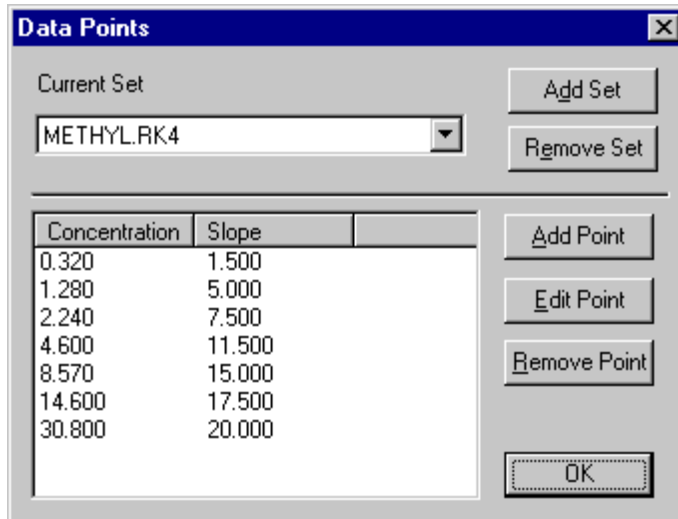 Data Points
Current Set
Add Set
METHYL.RK4
Remove Set
Concentration Slope
Add Point
0.320 1.500
1.280 5.000
2.240 7.500
Edit Point
4.600 11.500
8.570 15.000
Remove Point
14.600 17.500
30.800 20.000
OK